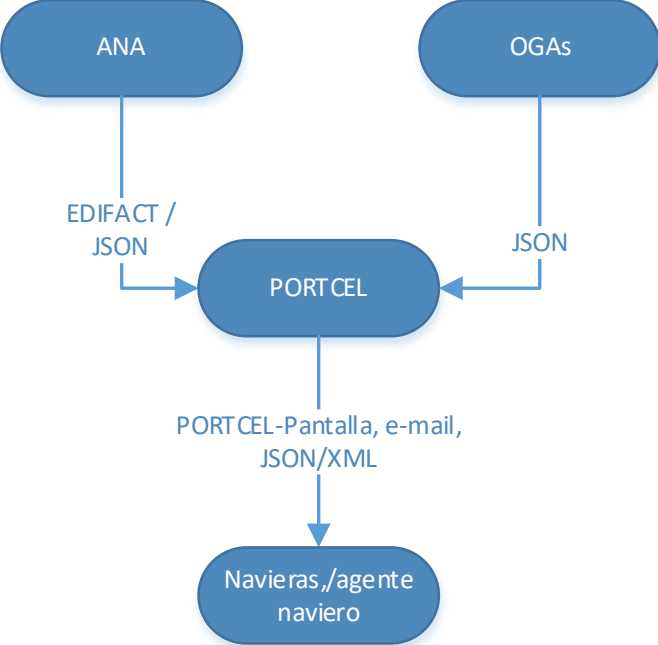 ANA
OGAs
EDIFACT /
JSON
JSON
PORTCEL
PORTCEL-Pantalla, e-mail,
JSON/XML
Navieras,/agente
naviero